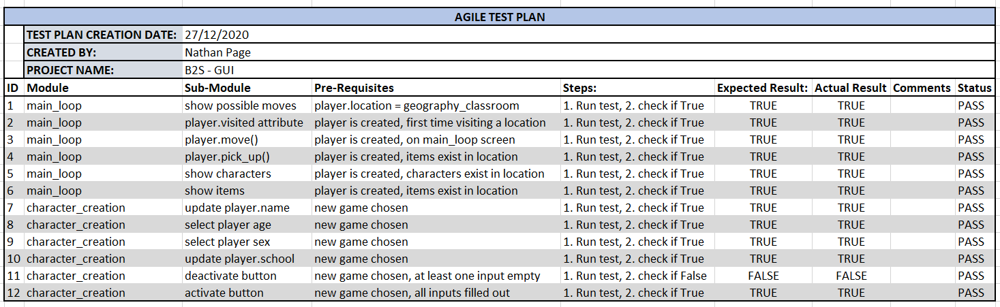 AGILE TEST PLAN
TEST PLAN CREATION DATE: 27/12/2020
CREATED BY: Nathan Page
PROJECT NAME: B2S - GUI
ID Module Sub-Module Pre-Requisites Steps: Expected Result: Actual Result Comments Status
1 main_loop show possible moves player.location = geography_classroom 1. Run test, 2. check if True TRUE TRUE PASS
2 main_loop player.visited attribute player is created, first time visiting a location 1. Run test, 2. check if True TRUE TRUE PASS
3 main_loop player.move() player is created, on main_loop screen 1. Run test, 2. check if True TRUE TRUE PASS
4 main_loop player.pick_up() player is created, items exist in location 1. Run test, 2. check if True TRUE TRUE PASS
5 main_loop show characters player is created, characters exist in location 1. Run test, 2. check if True TRUE TRUE PASS
6 main_loop show items player is created, items exist in location 1. Run test, 2. check if True TRUE TRUE PASS
7 character_creation update player.name new game chosen 1. Run test, 2. check if True TRUE TRUE PASS
8 character_creation select player age new game chosen 1. Run test, 2. check if True TRUE TRUE PASS
9 character_creation select player sex new game chosen 1. Run test, 2. check if True TRUE TRUE PASS
10 character_creation update player.school new game chosen 1. Run test, 2. check if True TRUE TRUE PASS
11 character_creation deactivate button new game chosen, at least one input empty 1. Run test, 2. check if False FALSE FALSE PASS
12 character_creation activate button new game chosen, all inputs filled out 1. Run test, 2. check if True TRUE TRUE PASS